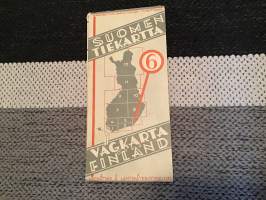 SUOMEN
TIEKARTTA
6
VÄGKARTA
FINLAND